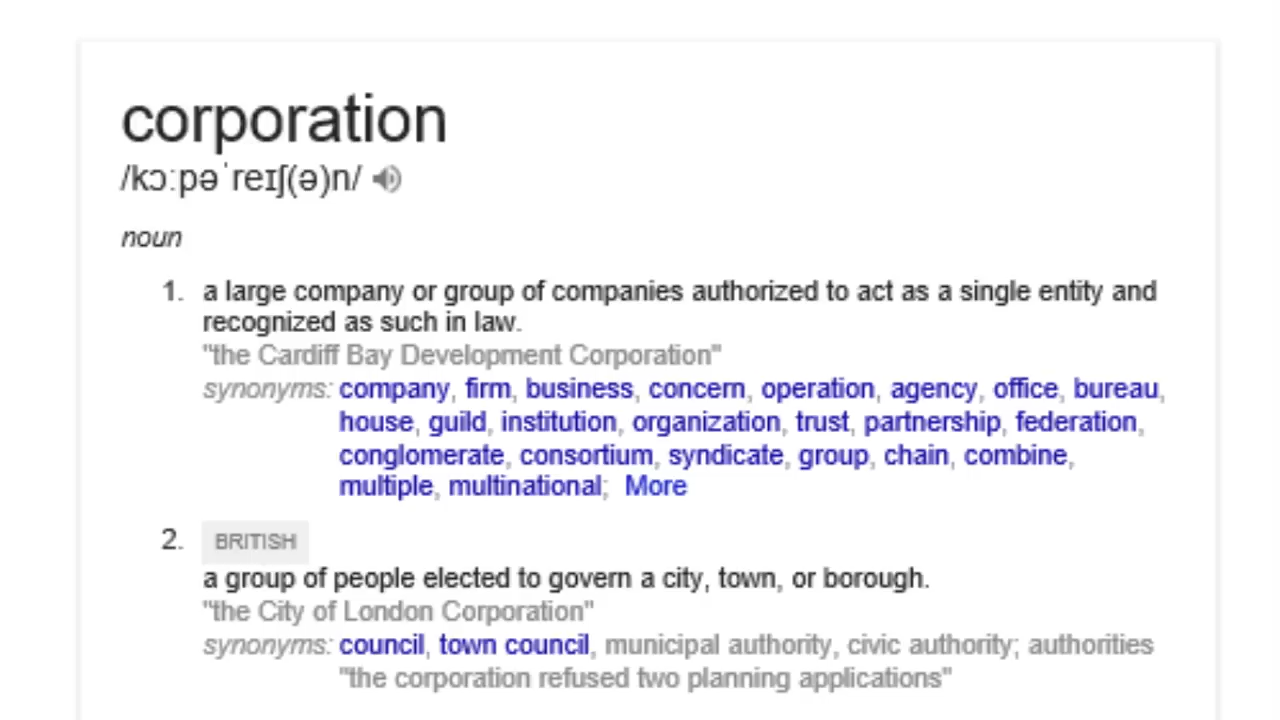 corporation
/kɔːpəˈreɪʃ(ə)n/
noun
1. a large company or group of companies authorized to act as a single entity and
recognized as such in law.
"the Cardiff Bay Development Corporation"
synonyms: company, firm, business, concern, operation, agency, office, bureau,
house, guild, institution, organization, trust, partnership, federation,
conglomerate, consortium, syndicate, group, chain, combine,
multiple, multinational; More
2. BRITISH
a group of people elected to govern a city, town, or borough.
"the City of London Corporation"
synonyms: council, town council, municipal authority, civic authority; authorities
"the corporation refused two planning applications"